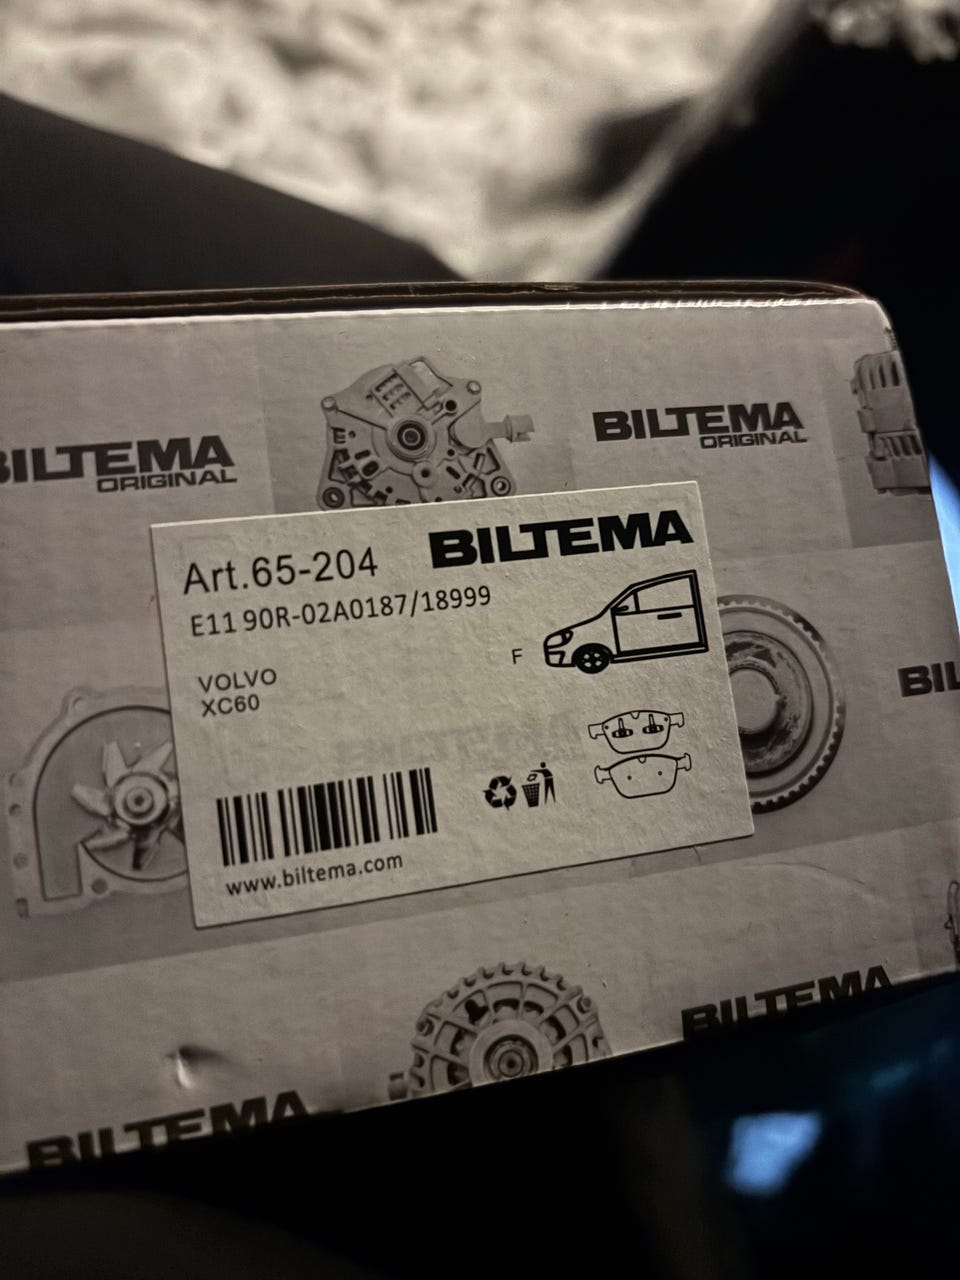 BILTEMA
ORIGINAL
BILTEMA
ORIGINAL
Art.65-204
BILTEMA
E11 90R-02A0187/18999
F
VOLVO
XC60
www.biltema.com
BIL
BILTEMA
BILTEMA